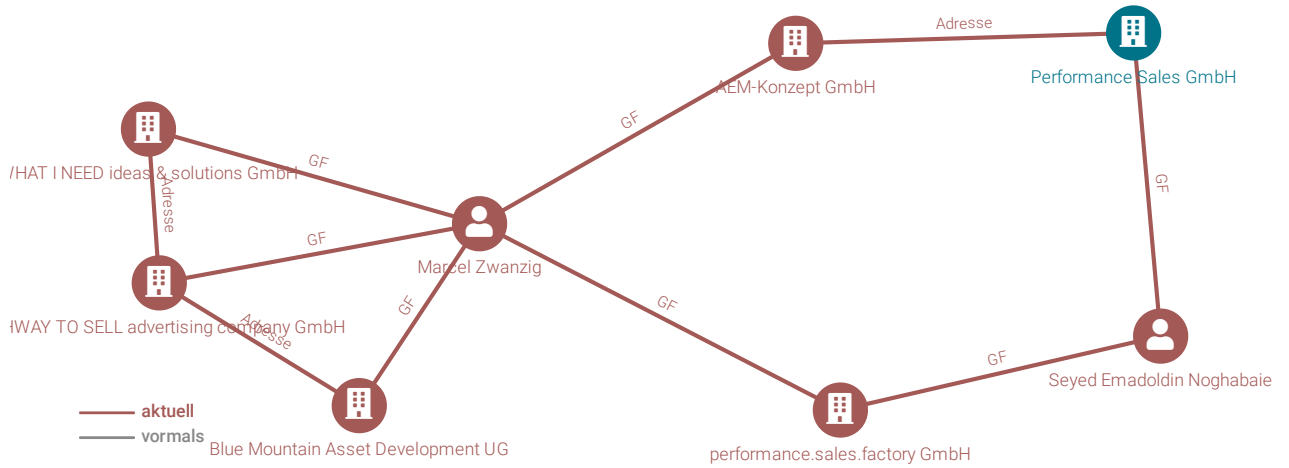 Adresse
Performance Sales GmbH
AEM-Konzept GmbH
GF
GF
HAT I NEED ideas & solutions GmbH
Adresse
GF
GF
Marcel Zwanzig
GF
GF
HWAY TO SELL advertising company GmbH
Adresse
GF
Seyed Emadoldin Noghabaie
aktuell
vormals
Blue Mountain Asset Development UG
performance.sales.factory GmbH